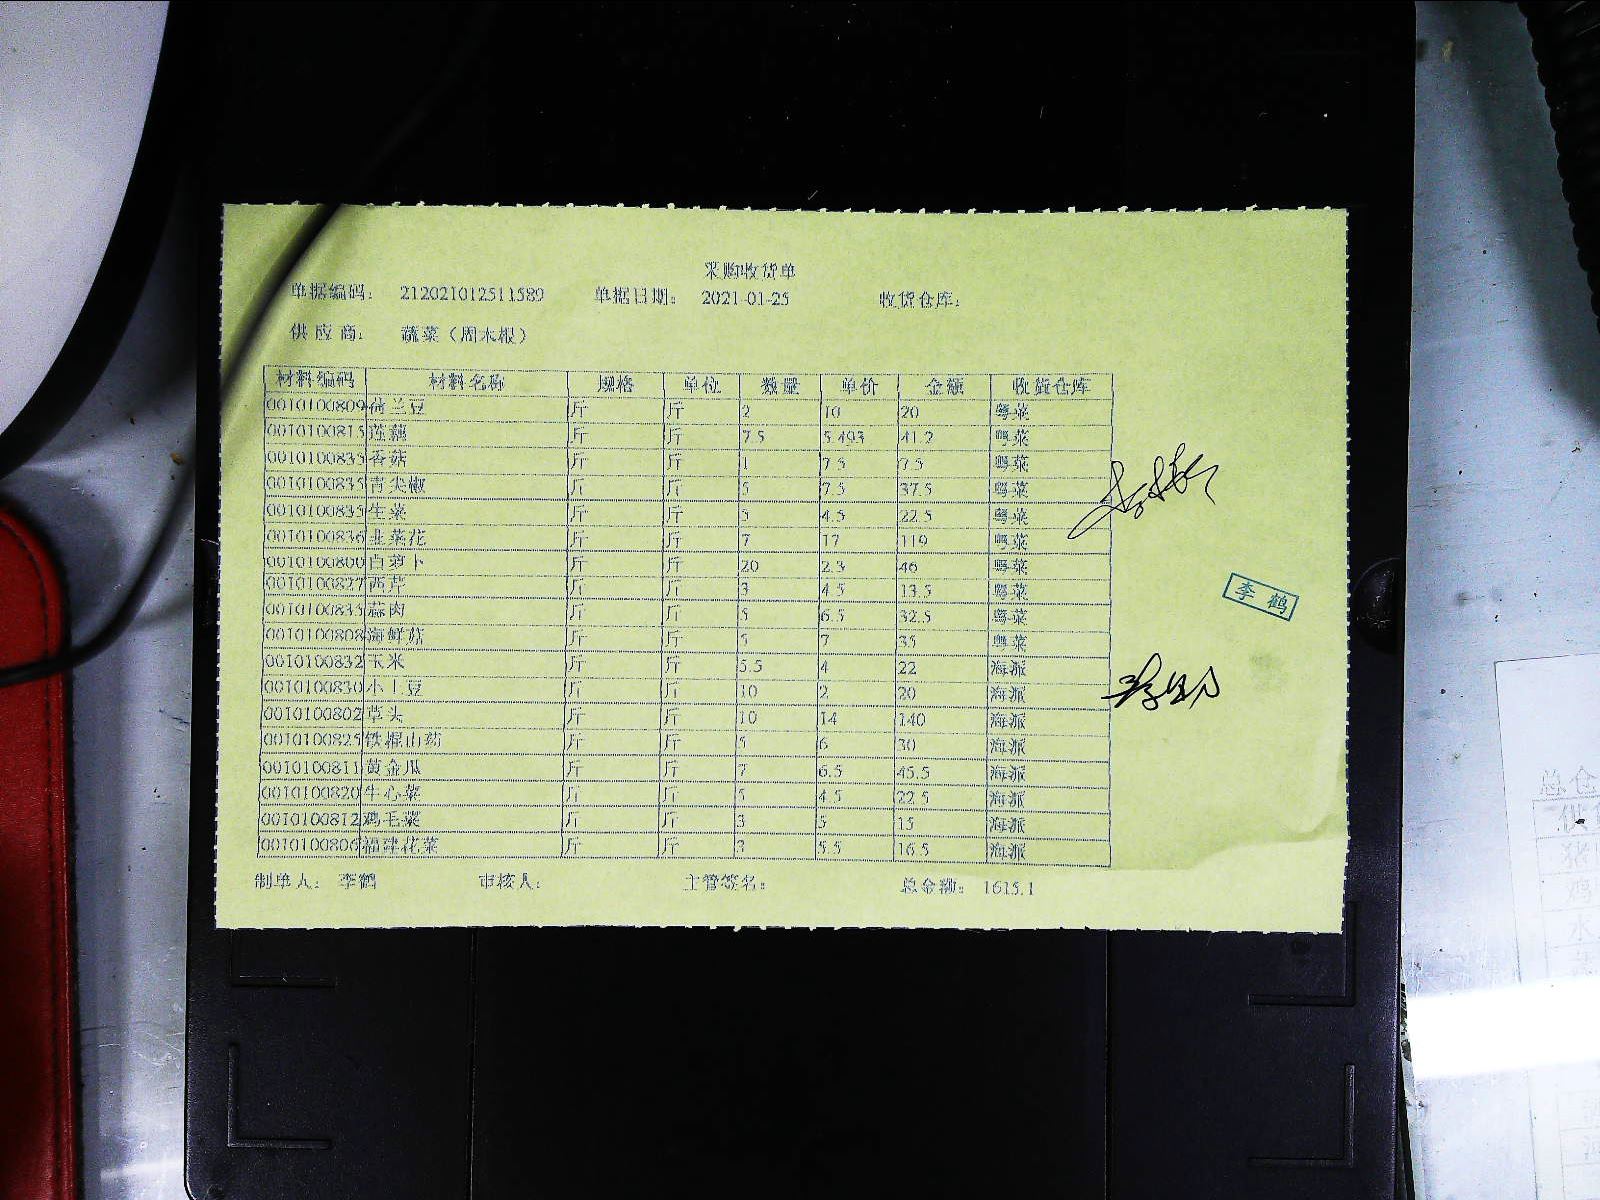 采购收货单
单据编码： 212021012511589 单据日期： 2021-01-25 收货仓库：
供应商： 蔬菜（周木根）
材料编码 材料名称 规格 单位 数量 单价 金额 收货仓库
0010100809 荷兰豆 斤 斤 2 10 20 粤菜
0010100815 莲藕 斤 斤 7.5 5.493 41.2 粤菜
0010100835 香菇 斤 斤 1 7.5 7.5 粤菜
0010100835 青尖椒 斤 斤 5 7.5 37.5 粤菜
0010100835 生菜 斤 斤 5 4.5 22.5 粤菜
0010100836 韭菜花 斤 斤 7 17 119 粤菜
0010100800 白萝卜 斤 斤 20 2.3 46 粤菜
0010100827 西芹 斤 斤 3 4.5 13.5 粤菜
0010100835 蒜肉 斤 斤 5 6.5 32.5 粤菜
0010100808 海鲜菇 斤 斤 5 7 35 粤菜
0010100832 玉米 斤 斤 5.5 4 22 海派
0010100830 小土豆 斤 斤 10 2 20 海派
0010100802 草头 斤 斤 10 14 140 海派
0010100825 铁棍山药 斤 斤 5 6 30 海派
0010100811 黄金瓜 斤 斤 7 6.5 45.5 海派
0010100820 牛心菜 斤 斤 5 4.5 22.5 海派
0010100812 鸡毛菜 斤 斤 3 5 15 海派
0010100806 福建花菜 斤 斤 3 5.5 16.5 海派
制单人： 李鹤 审核人： 主管签名： 总金额： 1615.1
李鹤
总仓
供
猪
鸡
水